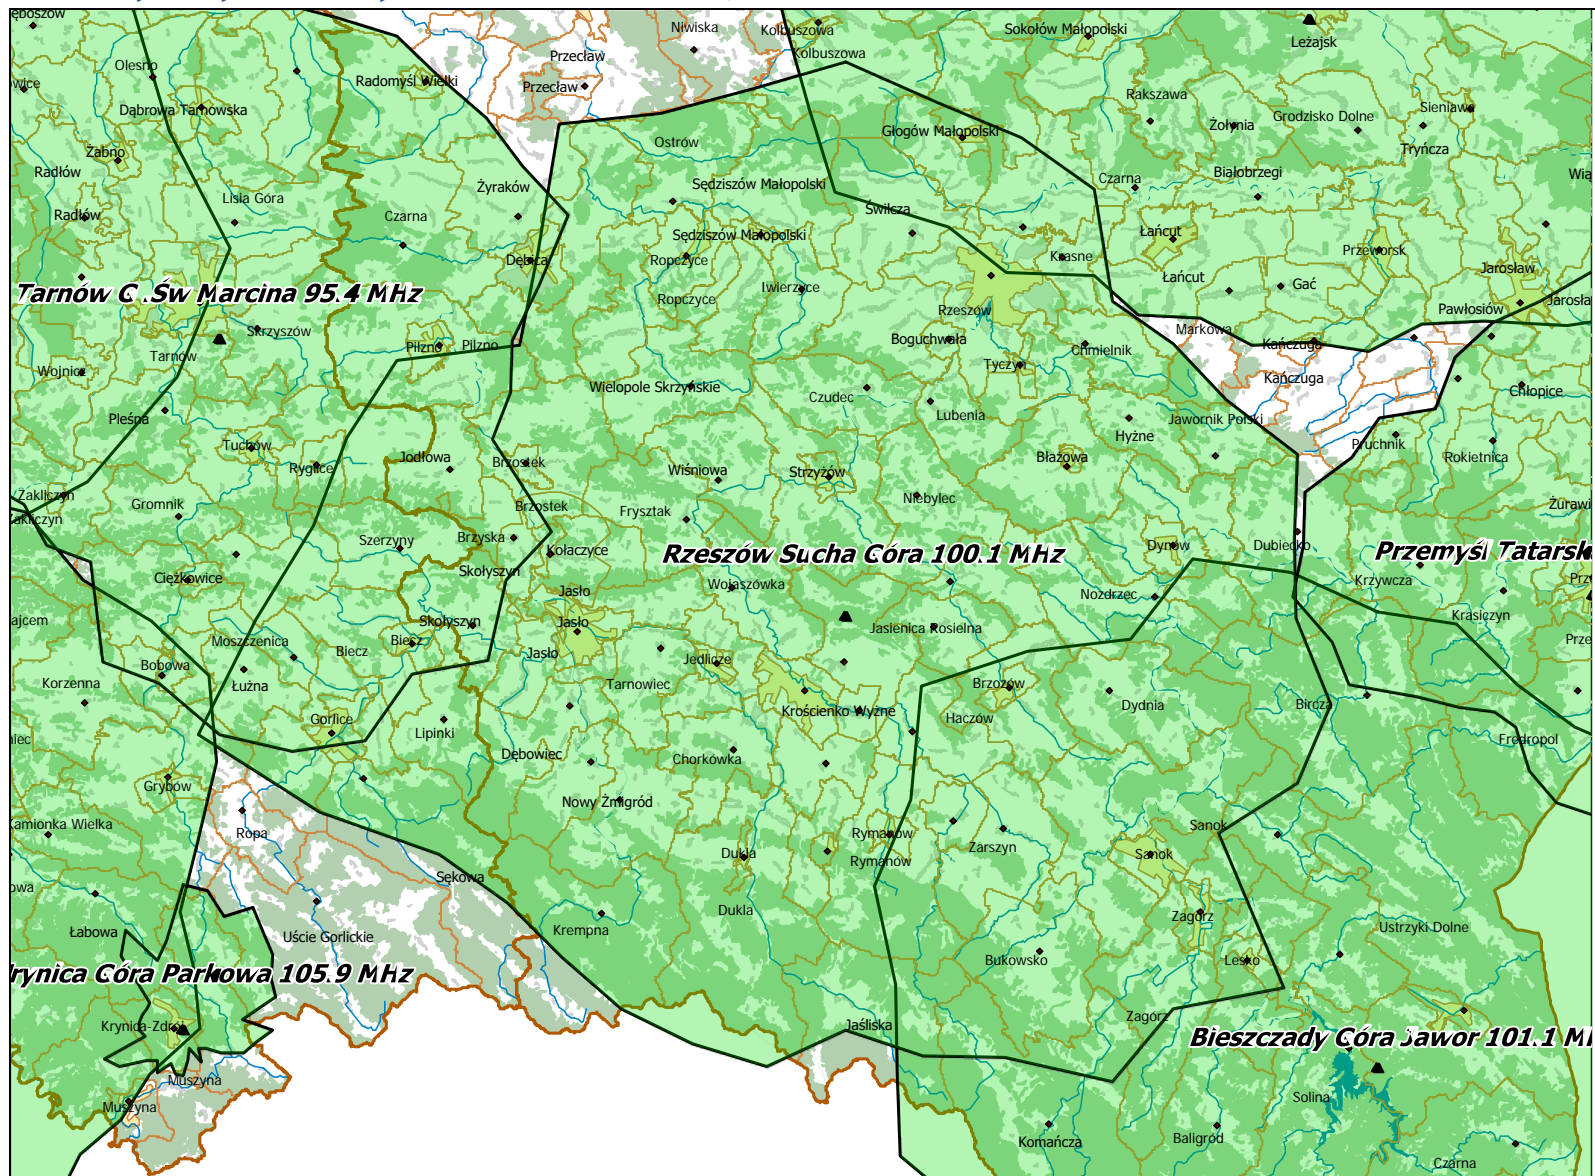 Niwiska
Kolbuszowa
Sokołów Małopolski
Leżajsk
Kolbuszowa
Przecław
Olesno
Radomyśl Wielki
Przecław
Rakszawa
Sieniawa
Dąbrowa Tarnowska
Grodzisko Dolne
Żołynia
Głogów Małopolski
Ostrów
Żabno
Tryńcza
Radłów
Białobrzegi
Czarna
Żyraków
Sędziszów Małopolski
Lisia Góra
Radłów
Czarna
Świlcza
Łańcut
Sędziszów Małopolski
Przeworsk
Krasne
Dębica
Ropczyce
Jarosław
Łańcut
Gać
Iwierzyce
Tarnów G .Św Marcina 95.4 MHz
Ropczyce
Rzeszów
Pawłosiów
Skrzyszów
Markowa
Boguchwała
Kańczuga
Pilzno
Pilzno
Tarnów
Chmielnik
Tyczyn
Wojnicz
Kańczuga
Wielopole Skrzyńskie
Chłopice
Czudec
Pleśna
Lubenia
Jawornik Polski
Hyżne
Tuchów
Pruchnik
Jodłowa
Brzostek
Błażowa
Rokietnica
Ryglice
Wiśniowa
Strzyżów
Zakliczyn
Niebylec
Gromnik
Brzostek
Frysztak
Szerzyny
Brzyska
Kołaczyce
Dynów
Dubiecko
Rzeszów Sucha Góra 100.1 MHz
Skołyszyn
Ciężkowice
Wojaszówka
Krzywcza
Jasło
Nozdrzec
Krasiczyn
Skołyszyn
Jasło
Jasienica Rosielna
Moszczenica
Biecz
Biecz
Jasło
Jedlicze
Bobowa
Korzenna
Łużna
Tarnowiec
Brzozów
Dydnia
Bircza
Krościenko Wyżne
Haczów
Gorlice
Lipinki
Fredropol
Dębowiec
Chorkówka
Grybów
Nowy Żmigród
Kamionka Wielka
Ropa
Rymanów
Sanok
Dukla
Rymanów
Zarszyn
Sanok
Sękowa
Dukla
Zagórz
Łabowa
Uście Gorlickie
Krempna
Ustrzyki Dolne
Bukowsko
Lesko
Krynica-Zdrój
Jaśliska
Zagórz
Muszyna
Solina
Muszyna
Komańcza
Baligród
Czarna